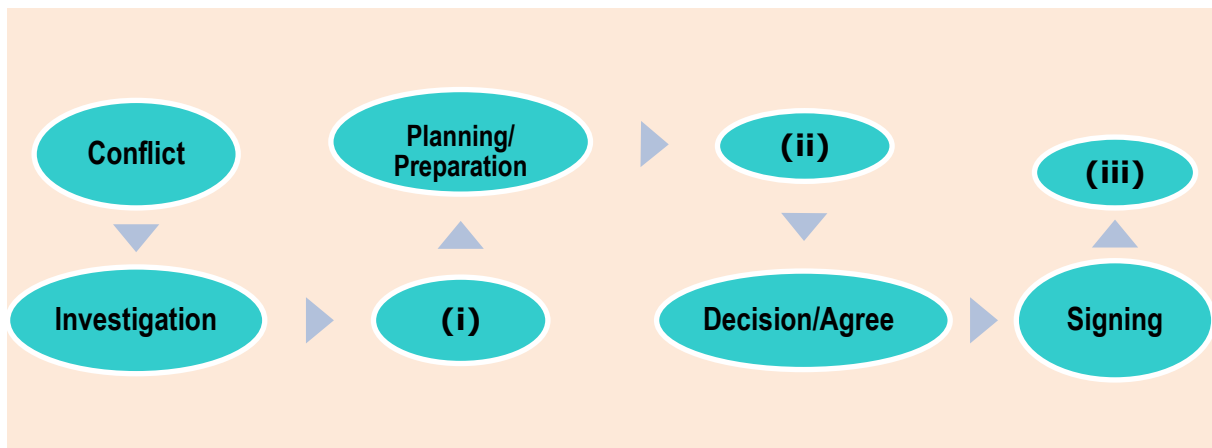 Conflict
Investigation
(i)
Planning/
Preparation
(ii)
Decision/Agree
Signing
(iii)